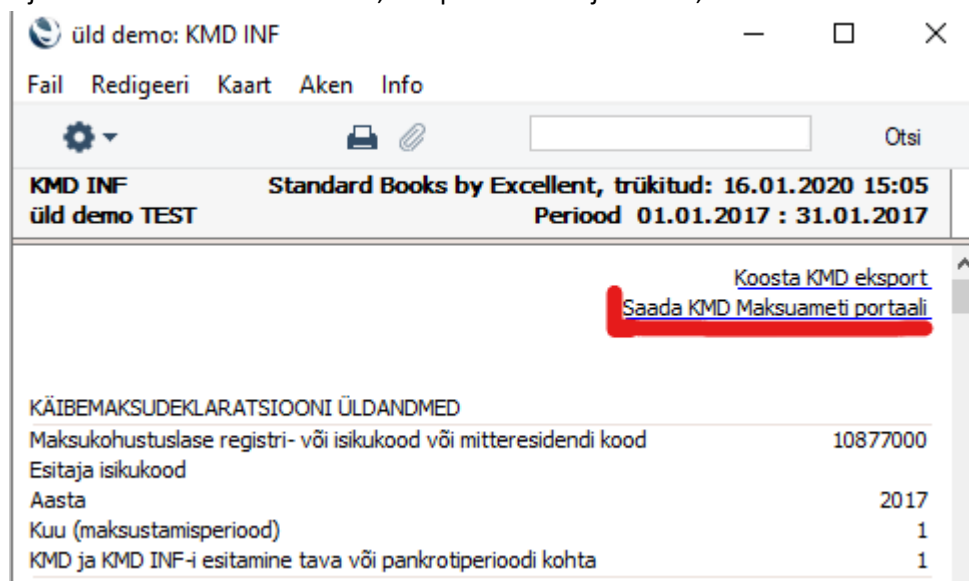 üld demo: KMD INF
Fail Redigeeri Kaart Aken Info
Otsi
KMD INF Standard Books by Excellent, trükitud: 16.01.2020 15:05
üld demo TEST Periood 01.01.2017 : 31.01.2017
Koosta KMD eksport
Saada KMD Maksuameti portaali
KÄIBEMAKSUDEKLARATSIOONI ÜLDANDMED
Maksukohustuslase registri- või isikukood või mitteresidendi kood 10877000
Esitaja isikukood
Aasta 2017
Kuu (maksustamisperiood) 1
KMD ja KMD INF-i esitamine tava või pankrotiperioodi kohta 1